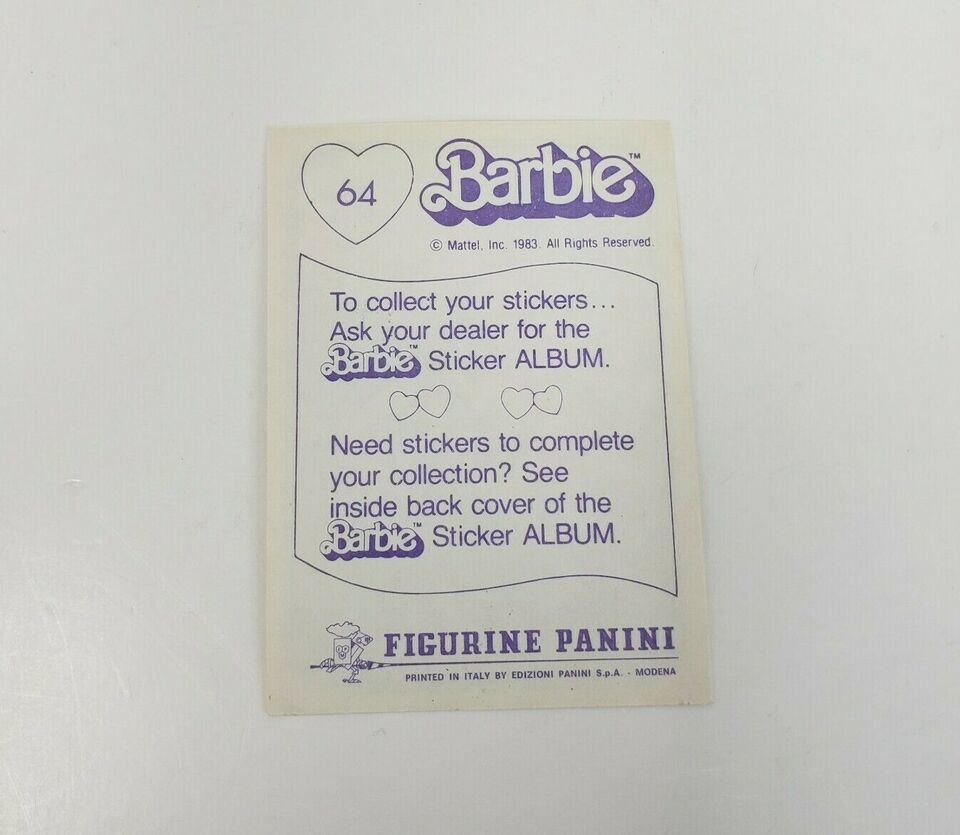 64
Barbie™
© Mattel, Inc. 1983. All Rights Reserved.
To collect your stickers...
Ask your dealer for the
Barbie™ Sticker ALBUM.
Need stickers to complete
your collection? See
inside back cover of the
Barbie™ Sticker ALBUM.
FIGURINE PANINI
PRINTED IN ITALY BY EDIZIONI PANINI S.p.A. - MODENA